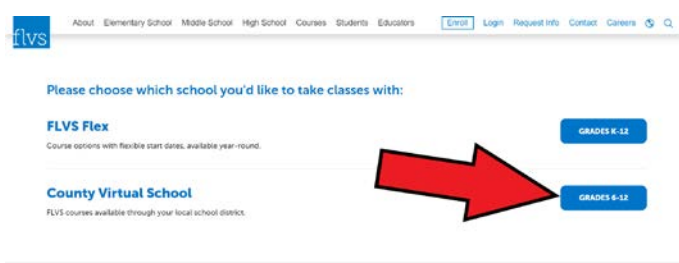 flvs
About Elementary School Middle School High School Courses Students Educators Enroll Login Request Info Contact Careers
Please choose which school you'd like to take classes with:
FLVS Flex
GRADES K-12
Course options with flexible start dates, available year-round.
County Virtual School
GRADES 6-12
FLVS courses available through your local school district.